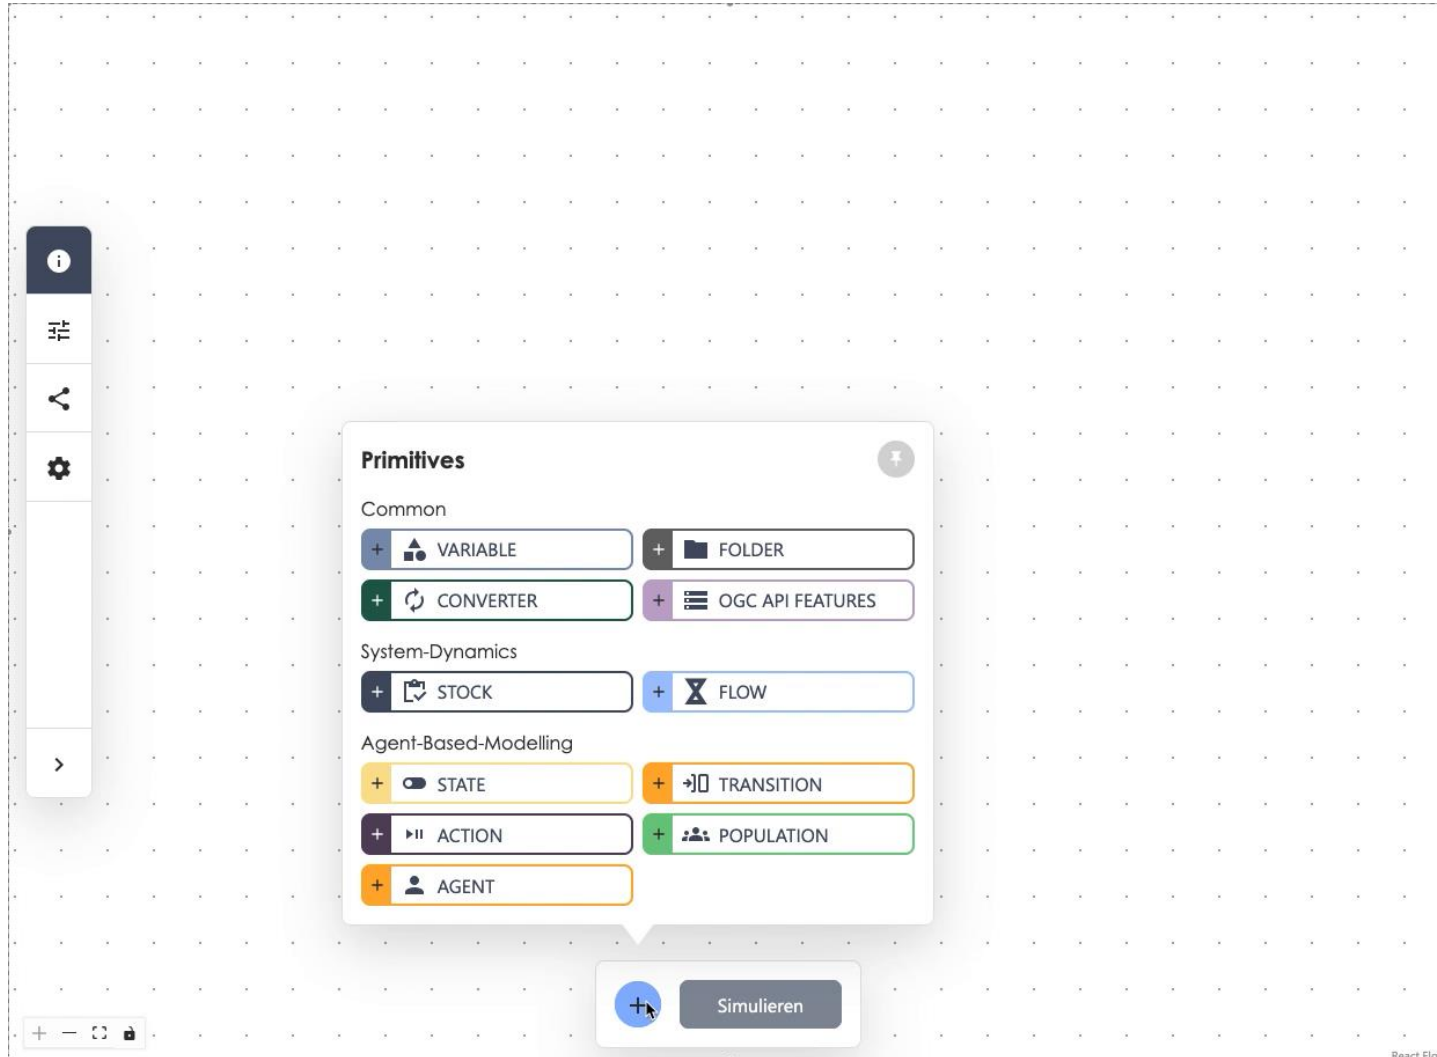 Primitives
Common
VARIABLE
FOLDER
CONVERTER
OGC API FEATURES
System-Dynamics
STOCK
FLOW
Agent-Based-Modelling
STATE
TRANSITION
ACTION
POPULATION
AGENT
Simulieren